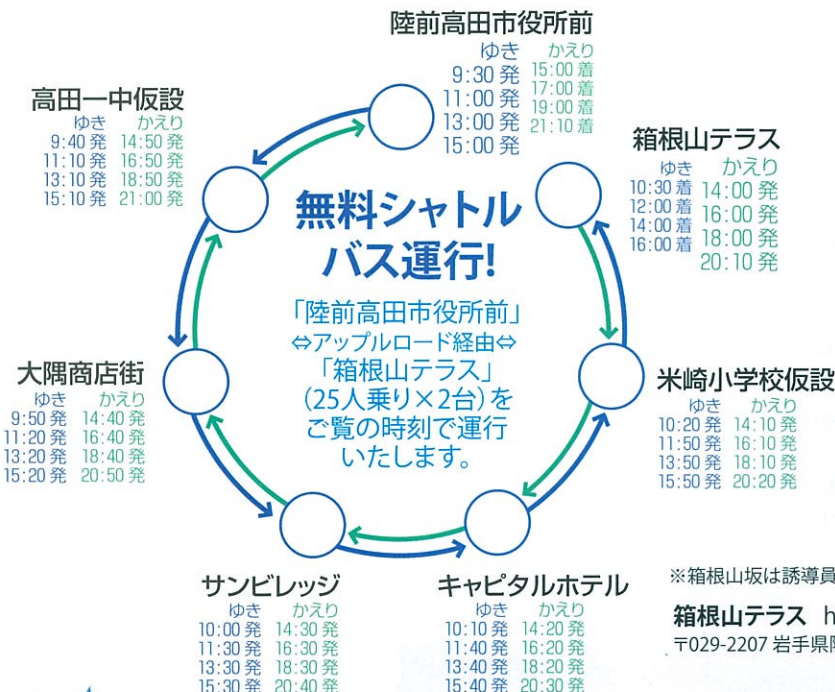 陸前高田市役所前
ゆき かえり
9:30 発 15:00 着
11:00 発 17:00 着
13:00 発 19:00 着
15:00 発 21:10 着
高田一中仮設
ゆき かえり
9:40 発 14:50 発
11:10 発 16:50 発
13:10 発 18:50 発
15:10 発 21:00 発
箱根山テラス
ゆき かえり
10:30 着 14:00 発
12:00 着 16:00 発
14:00 着 18:00 発
16:00 着 20:10 発
無料シャトル
バス運行!
「陸前高田市役所前」
⇔アップルロード経由⇔
「箱根山テラス」
(25人乗り×2台)を
ご覧の時刻で運行
いたします。
大隅商店街
ゆき かえり
9:50 発 14:40 発
11:20 発 16:40 発
13:20 発 18:40 発
15:20 発 20:50 発
米崎小学校仮設
ゆき かえり
10:20 発 14:10 発
11:50 発 16:10 発
13:50 発 18:10 発
15:50 発 20:20 発
サンビレッジ
ゆき かえり
10:00 発 14:30 発
11:30 発 16:30 発
13:30 発 18:30 発
15:30 発 20:40 発
キャピタルホテル
ゆき かえり
10:10 発 14:20 発
11:40 発 16:20 発
13:40 発 18:20 発
15:40 発 20:30 発
※箱根山坂は誘導員
箱根山テラス h
〒029-2207 岩手県陸